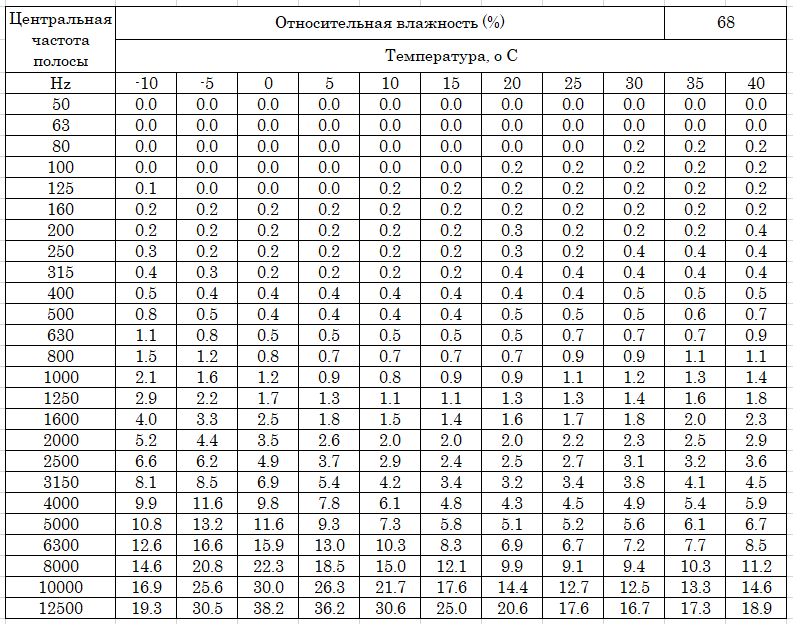 Центральная частота полосы Относительная влажность (%) 68
Температура, о С
Hz -10 -5 0 5 10 15 20 25 30 35 40
50 0.0 0.0 0.0 0.0 0.0 0.0 0.0 0.0 0.0 0.0 0.0
63 0.0 0.0 0.0 0.0 0.0 0.0 0.0 0.0 0.0 0.0 0.0
80 0.0 0.0 0.0 0.0 0.0 0.0 0.0 0.0 0.2 0.2 0.2
100 0.0 0.0 0.0 0.0 0.0 0.0 0.2 0.2 0.2 0.2 0.2
125 0.1 0.0 0.0 0.0 0.2 0.2 0.2 0.2 0.2 0.2 0.2
160 0.2 0.2 0.2 0.2 0.2 0.2 0.2 0.2 0.2 0.2 0.2
200 0.2 0.2 0.2 0.2 0.2 0.2 0.3 0.2 0.2 0.2 0.4
250 0.3 0.2 0.2 0.2 0.2 0.2 0.3 0.2 0.4 0.4 0.4
315 0.4 0.3 0.2 0.2 0.2 0.2 0.4 0.4 0.4 0.4 0.4
400 0.5 0.4 0.4 0.4 0.4 0.4 0.4 0.4 0.5 0.5 0.5
500 0.8 0.5 0.4 0.4 0.4 0.4 0.5 0.5 0.5 0.6 0.7
630 1.1 0.8 0.5 0.5 0.5 0.5 0.5 0.7 0.7 0.7 0.9
800 1.5 1.2 0.8 0.7 0.7 0.7 0.7 0.9 0.9 1.1 1.1
1000 2.1 1.6 1.2 0.9 0.8 0.9 0.9 1.1 1.2 1.3 1.4
1250 2.9 2.2 1.7 1.3 1.1 1.1 1.3 1.3 1.4 1.6 1.8
1600 4.0 3.3 2.5 1.8 1.5 1.4 1.6 1.7 1.8 2.0 2.3
2000 5.2 4.4 3.5 2.6 2.0 2.0 2.0 2.2 2.3 2.5 2.9
2500 6.6 6.2 4.9 3.7 2.9 2.4 2.5 2.7 3.1 3.2 3.6
3150 8.1 8.5 6.9 5.4 4.2 3.4 3.2 3.4 3.8 4.1 4.5
4000 9.9 11.6 9.8 7.8 6.1 4.8 4.3 4.5 4.9 5.4 5.9
5000 10.8 13.2 11.6 9.3 7.3 5.8 5.1 5.2 5.6 6.1 6.7
6300 12.6 16.6 15.9 13.0 10.3 8.3 6.9 6.7 7.2 7.7 8.5
8000 14.6 20.8 22.3 18.5 15.0 12.1 9.9 9.1 9.4 10.3 11.2
10000 16.9 25.6 30.0 26.3 21.7 17.6 14.4 12.7 12.5 13.3 14.6
12500 19.3 30.5 38.2 36.2 30.6 25.0 20.6 17.6 16.7 17.3 18.9